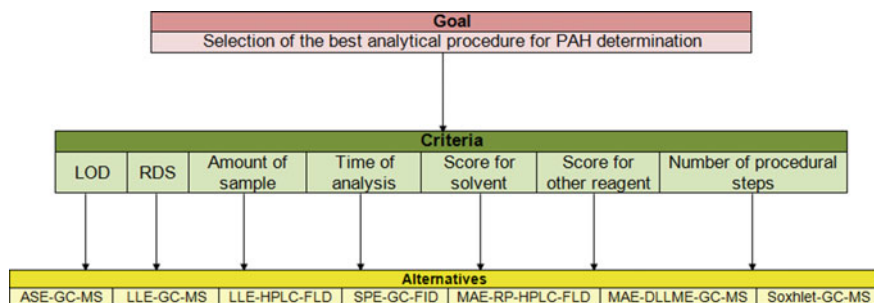 Goal
Selection of the best analytical procedure for PAH determination
Criteria
LOD
RDS
Amount of
sample
Time of
analysis
Score for
solvent
Score for
other reagent
Number of procedural
steps
Alternatives
ASE-GC-MS
LLE-GC-MS
LLE-HPLC-FLD
SPE-GC-FID
MAE-RP-HPLC-FLD
MAE-DLLME-GC-MS
Soxhlet-GC-MS